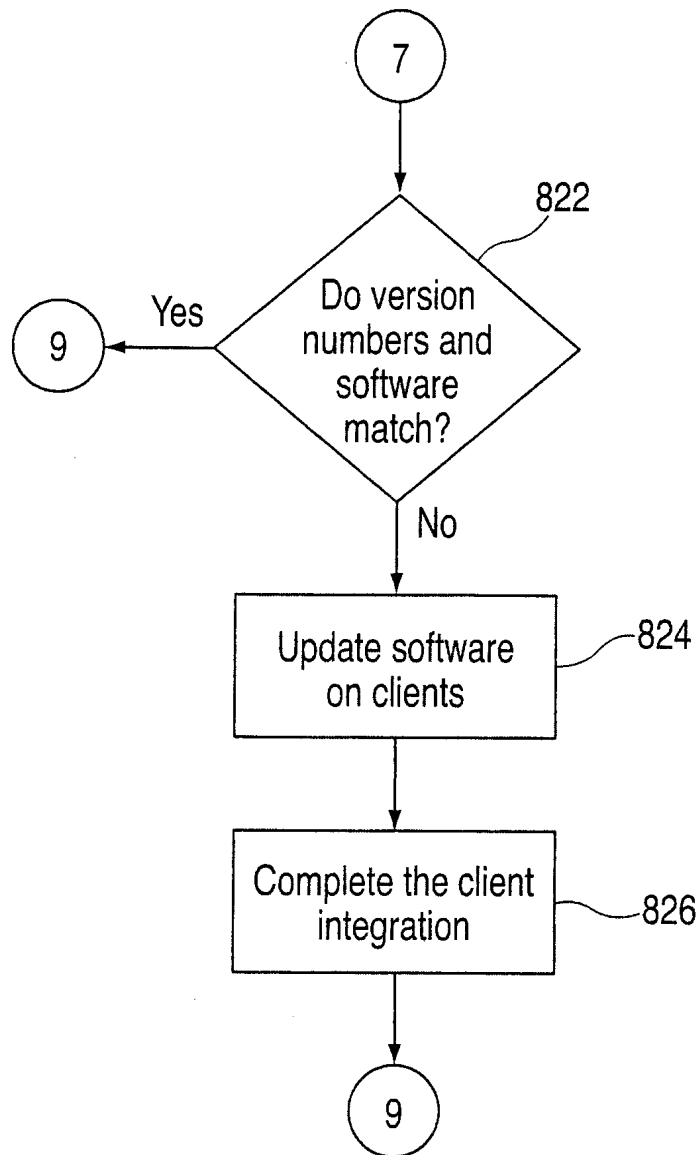 7
822
Do version
numbers and
software
match?
Yes
9
No
Update software
on clients
824
Complete the client
integration
826
9